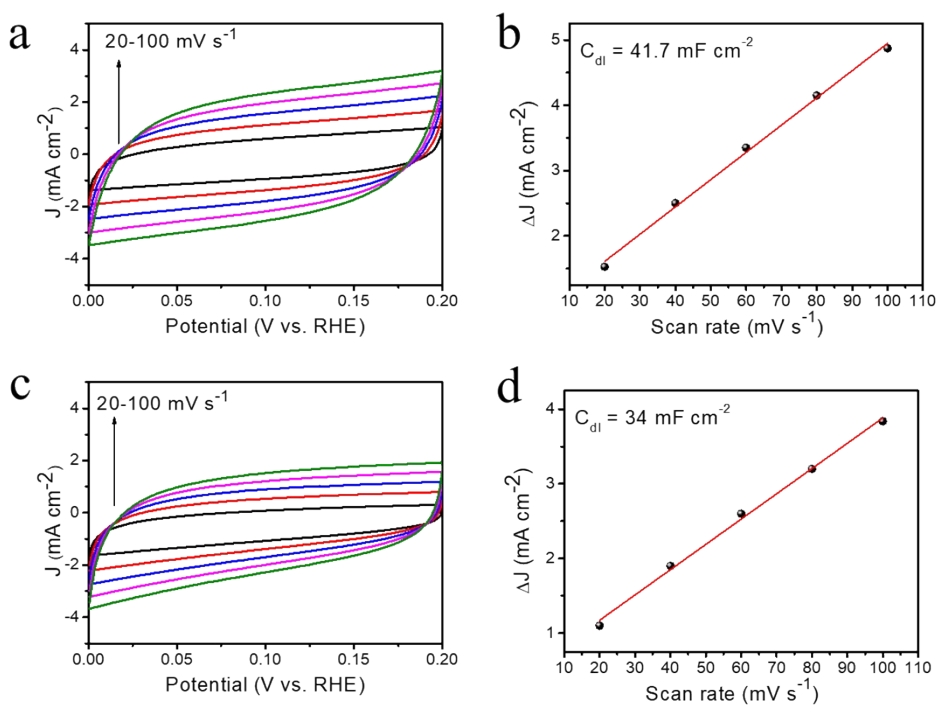 a
20-100 mV s⁻¹
4
2
0
-2
-4
J (mA cm⁻²)
0.00 0.05 0.10 0.15 0.20
Potential (V vs. RHE)
b
C_dl = 41.7 mF cm⁻²
5
4
3
2
ΔJ (mA cm⁻²)
10 20 30 40 50 60 70 80 90 100 110
Scan rate (mV s⁻¹)
c
20-100 mV s⁻¹
4
2
0
-2
-4
J (mA cm⁻²)
0.00 0.05 0.10 0.15 0.20
Potential (V vs. RHE)
d
C_dl = 34 mF cm⁻²
4
3
2
1
ΔJ (mA cm⁻²)
10 20 30 40 50 60 70 80 90 100 110
Scan rate (mV s⁻¹)